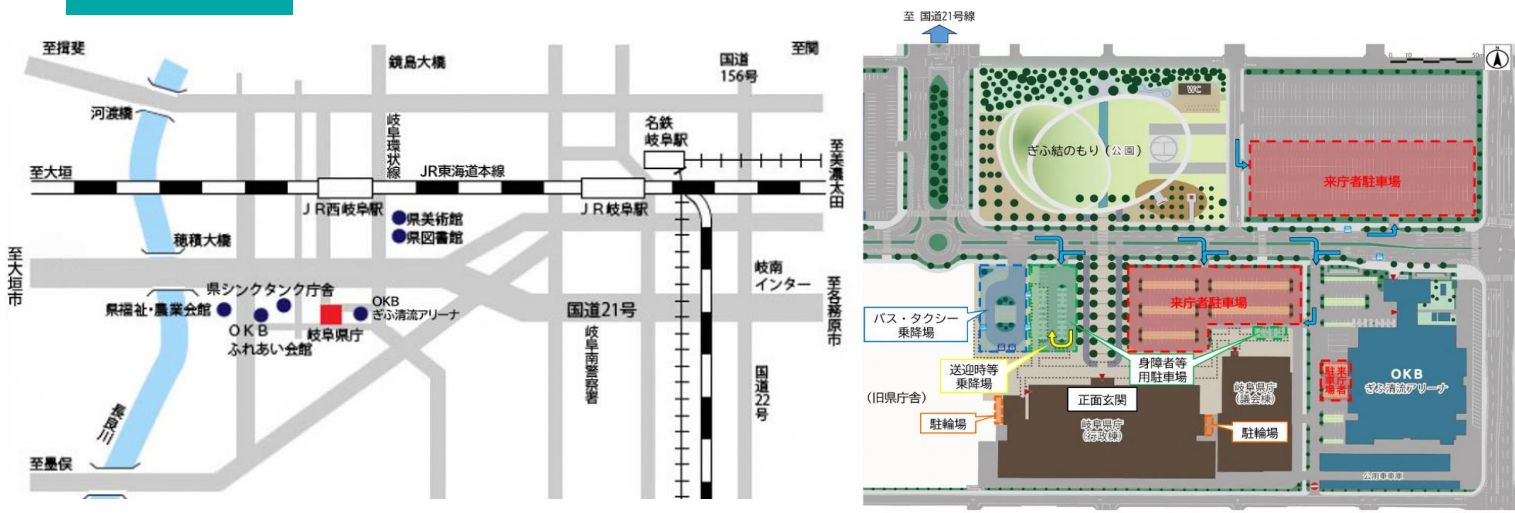 至揖斐
鏡島大橋
国道
156号
至関
河渡橋
岐阜環状線
名鉄
岐阜駅
至美濃太田
至大垣
JR東海道本線
ＪＲ西岐阜駅
ＪＲ岐阜駅
県美術館
県図書館
穂積大橋
至大垣市
岐南
インター
至各務原市
県シンクタンク庁舎
県福祉・農業会館
OKB
ふれあい会館
岐阜県庁
OKB
ぎふ清流アリーナ
国道21号
岐阜南警察署
国道22号
長良川
至墨俣
至 国道21号線
0 10 50m
N
WC
ぎふ結のもり（公園）
来庁者駐車場
来庁者駐車場
バス・タクシー
乗降場
送迎時等
乗降場
身障者等
用駐車場
（旧県庁舎）
正面玄関
岐阜県庁
（行政棟）
岐阜県庁
（議会棟）
来庁者
駐車場
OKB
ぎふ清流アリーナ
駐輪場
駐輪場
公用車車庫